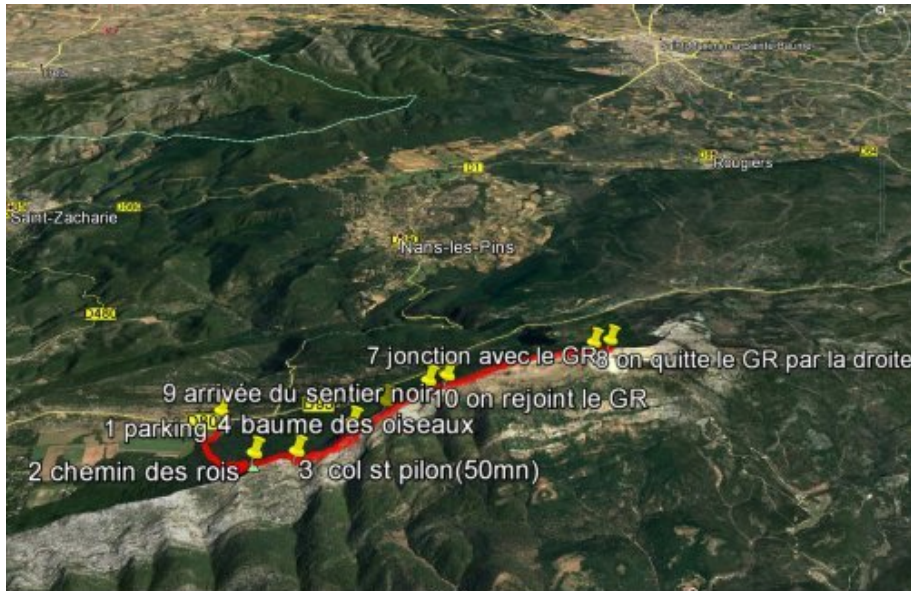 Saint-Zacharie
D1
Rougiers
Nans-les-Pins
D480
7 jonction avec le GR
8 on quitte le GR par la droite
9 arrivée du sentier noir
10 on rejoint le GR
1 parking
4 baume des oiseaux
2 chemin des rois
3 col st pilon(50mn)